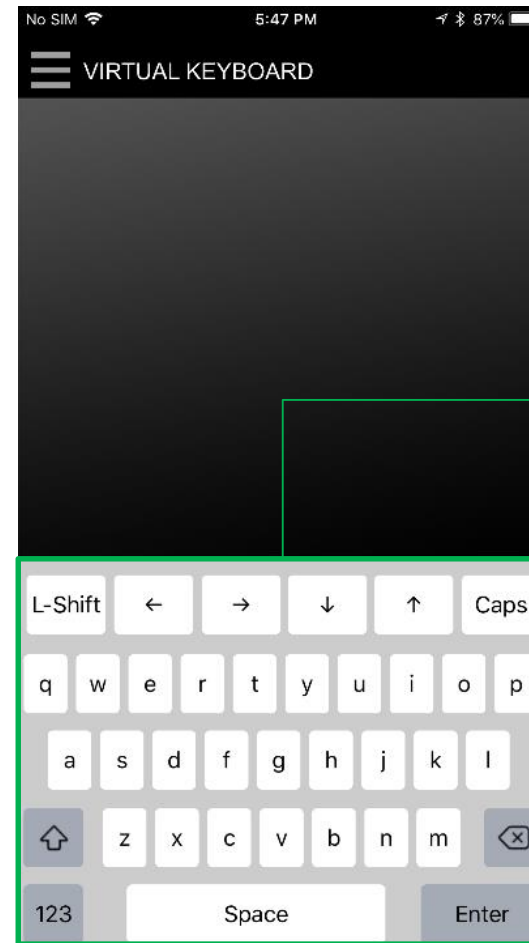 No SIM 5:47 PM 87%
VIRTUAL KEYBOARD
L-Shift ← → ↓ ↑ Caps
q w e r t y u i o p
a s d f g h j k l
z x c v b n m
123 Space Enter